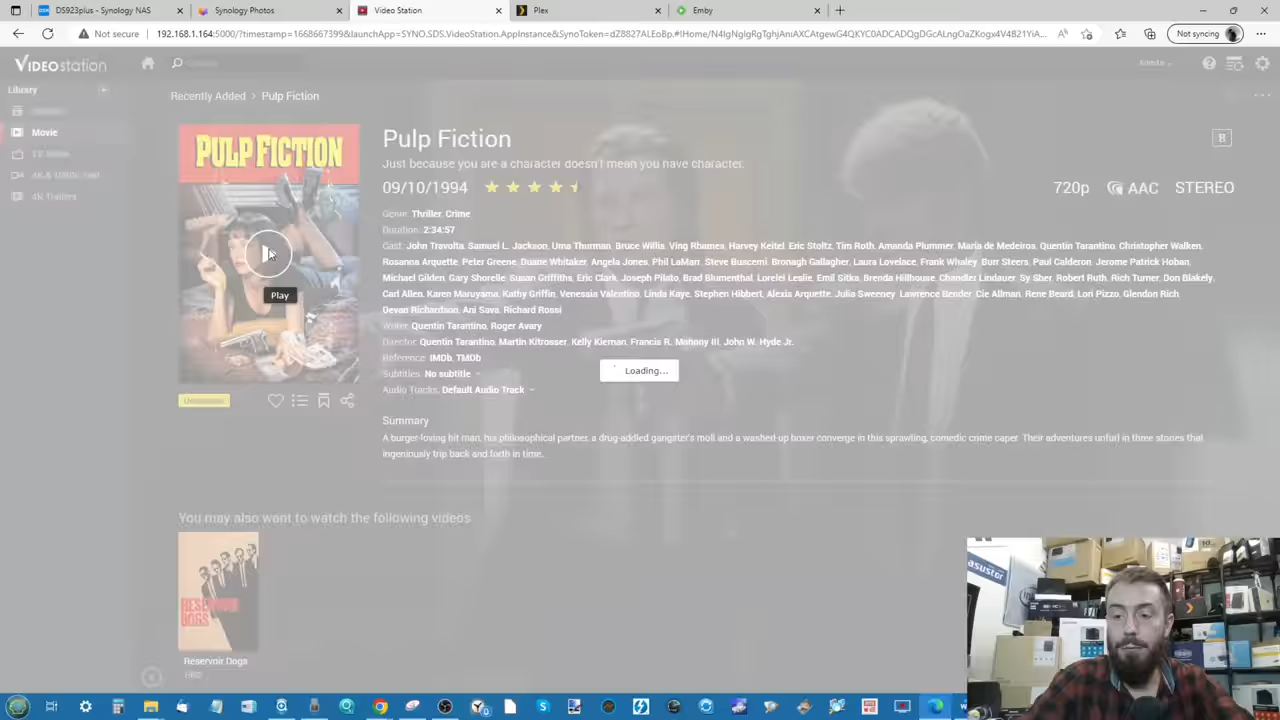 DS923plus - Synology NAS
Synology Photos
Video Station
Plex
Emby
Not secure
192.168.1.164:5000/?timestamp=1668667399&launchApp=SYNO.SDS.VideoStation.AppInstance&SynoToken=
Not syncing
VIDEOstation
Library
Movie
4K Trailers
Recently Added > Pulp Fiction
PULP FICTION
Play
Pulp Fiction
Just because you are a character doesn't mean you have character.
09/10/1994
720p AAC STEREO
R
Genre: Thriller, Crime
Duration: 2:34:57
Cast: John Travolta, Samuel L. Jackson, Uma Thurman, Bruce Willis, Ving Rhames, Harvey Keitel, Eric Stoltz, Tim Roth, Amanda Plummer, Maria de Medeiros, Quentin Tarantino, Christopher Walken,
Rosanna Arquette, Peter Greene, Duane Whitaker, Angela Jones, Phil LaMarr, Steve Buscemi, Bronagh Gallagher, Laura Lovelace, Frank Whaley, Burr Steers, Paul Calderon, Jerome Patrick Hoban,
Michael Gilden, Gary Shorelle, Susan Griffiths, Eric Clark, Joseph Pilato, Brad Blumenthal, Lorelei Leslie, Emil Sitka, Brenda Hillhouse, Chandler Lindauer, Sy Sher, Robert Ruth, Rich Turner, Don Blakely,
Carl Allen, Karen Maruyama, Kathy Griffin, Venessia Valentino, Linda Kaye, Stephen Hibbert, Alexis Arquette, Julia Sweeney, Lawrence Bender, Cie Allman, Rene Beard, Lori Pizzo, Glendon Rich,
Devan Richardson, Ani Sava, Richard Rossi
Writer: Quentin Tarantino, Roger Avary
Director: Quentin Tarantino, Martin Kitrosser, Kelly Kiernan, Francis R. Mahony III, John W. Hyde Jr.
Reference: IMDb, TMDb
Subtitles: No subtitle
Audio Tracks: Default Audio Track
Loading...
Summary
A burger-loving hit man, his philosophical partner, a drug-addled gangster's moll and a washed-up boxer converge in this sprawling, comedic crime caper. Their adventures unfurl in three stories that
ingeniously trip back and forth in time.
You may also want to watch the following videos
RESERVOIR
DOGS
Reservoir Dogs
1992
asustor